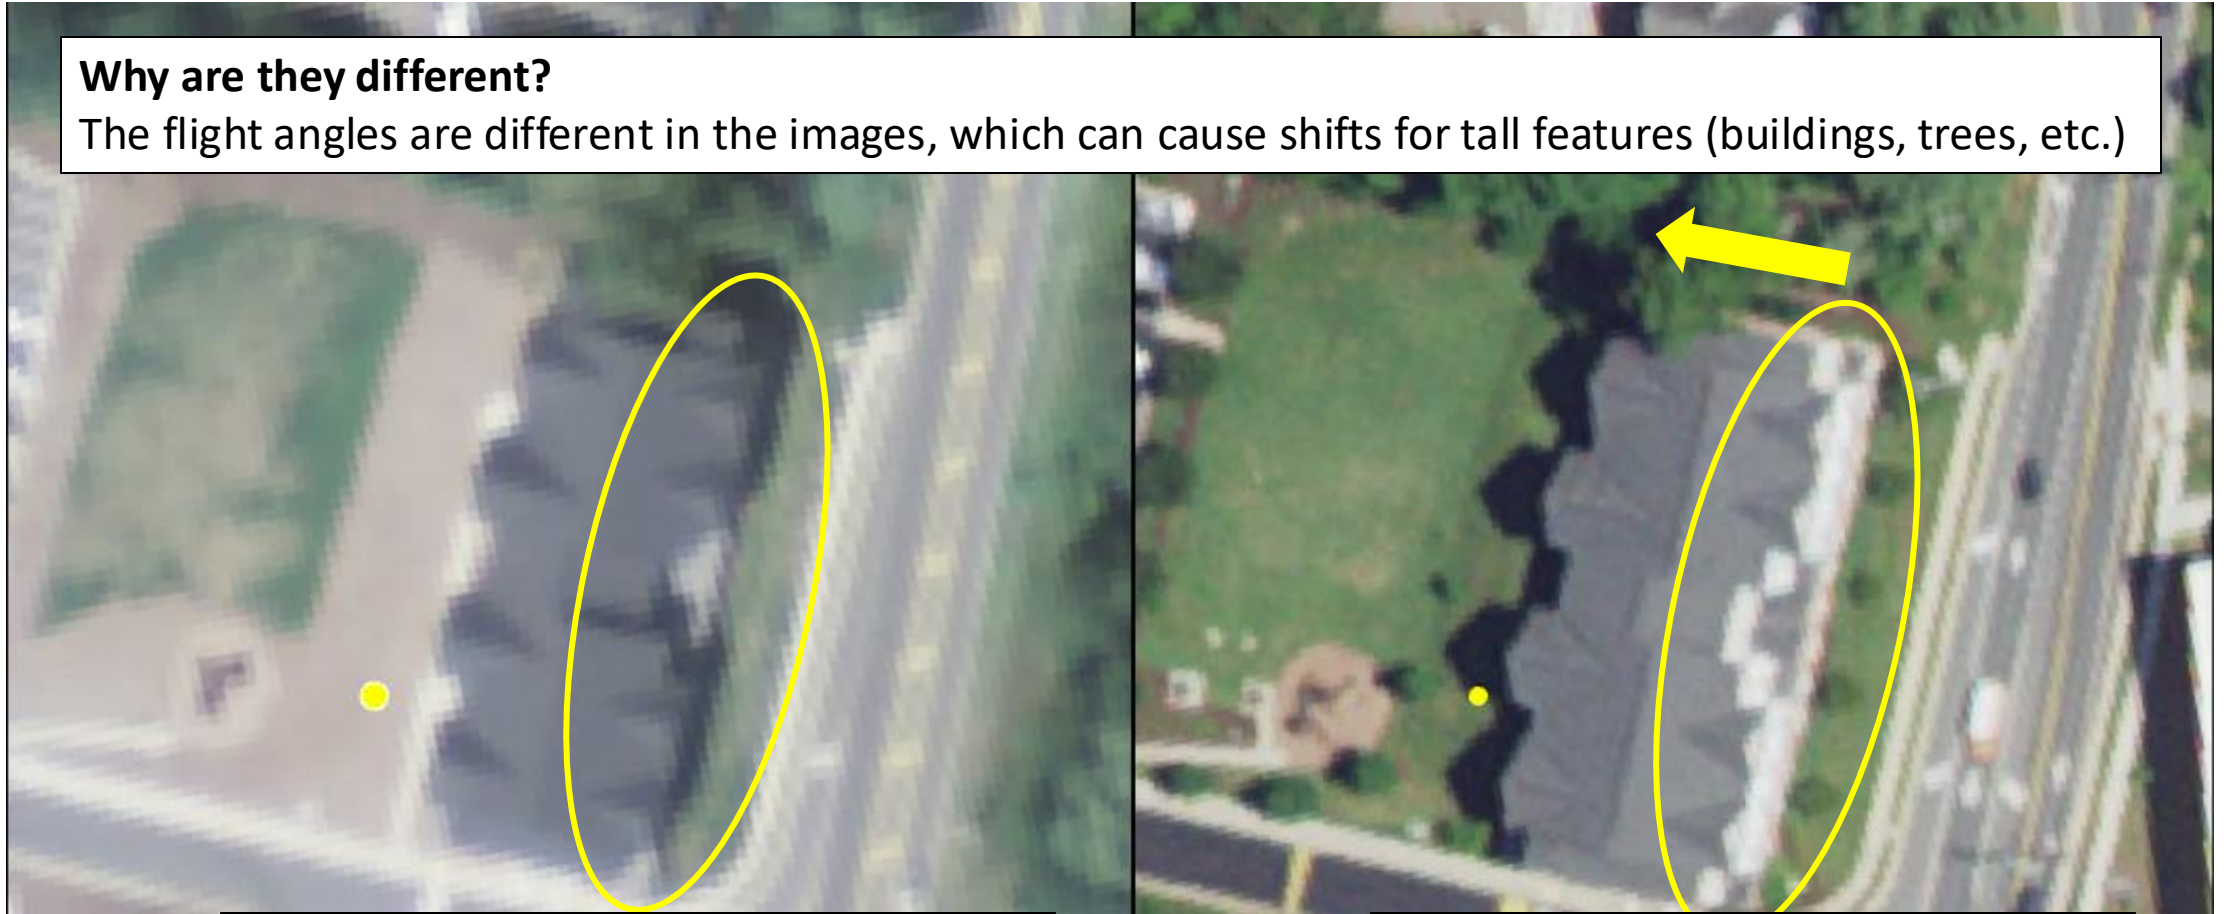 Why are they different?
The flight angles are different in the images, which can cause shifts for tall features (buildings, trees, etc.)